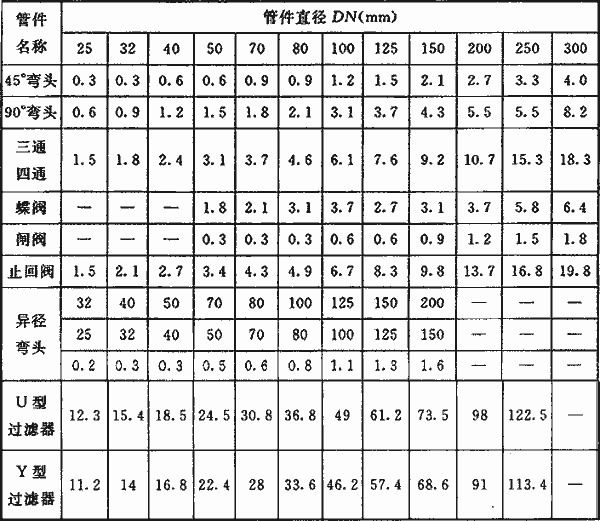 管件名称 管件直径 DN(mm)
25 32 40 50 70 80 100 125 150 200 250 300
45°弯头 0.3 0.3 0.6 0.6 0.9 0.9 1.2 1.5 2.1 2.7 3.3 4.0
90°弯头 0.6 0.9 1.2 1.5 1.8 2.1 3.1 3.7 4.3 5.5 5.5 8.2
三通
四通 1.5 1.8 2.4 3.1 3.7 4.6 6.1 7.6 9.2 10.7 15.3 18.3
蝶阀 — — — 1.8 2.1 3.1 3.7 2.7 3.1 3.7 5.8 6.4
闸阀 — — — 0.3 0.3 0.3 0.6 0.6 0.9 1.2 1.5 1.8
止回阀 1.5 2.1 2.7 3.4 4.3 4.9 6.7 8.3 9.8 13.7 16.8 19.8
异径弯头 32 40 50 70 80 100 125 150 200 — — —
25 32 40 50 70 80 100 125 150 — — —
0.2 0.3 0.3 0.5 0.6 0.8 1.1 1.3 1.6 — — —
U型
过滤器 12.3 15.4 18.5 24.5 30.8 36.8 49 61.2 73.5 98 122.5 —
Y型
过滤器 11.2 14 16.8 22.4 28 33.6 46.2 57.4 68.6 91 113.4 —